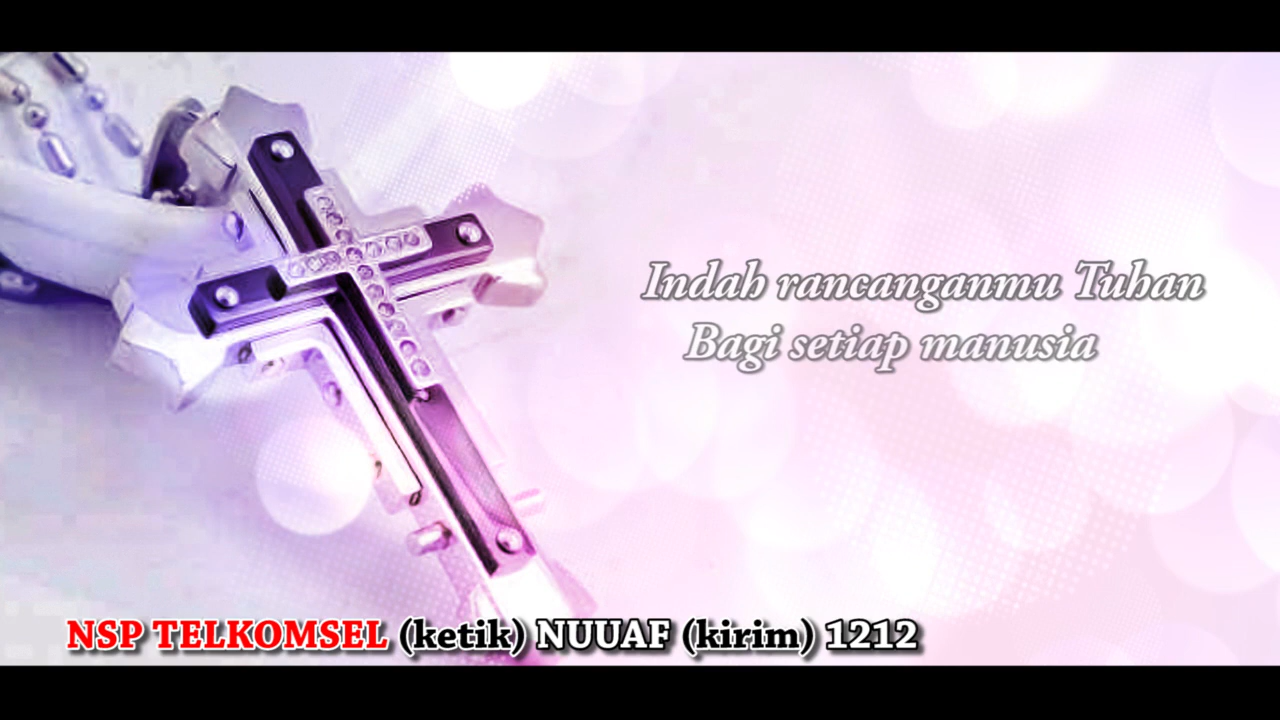 Indah rancanganmu Tuhan
Bagi setiap manusia
NSP TELKOMSEL (ketik) NUUAF (kirim) 1212